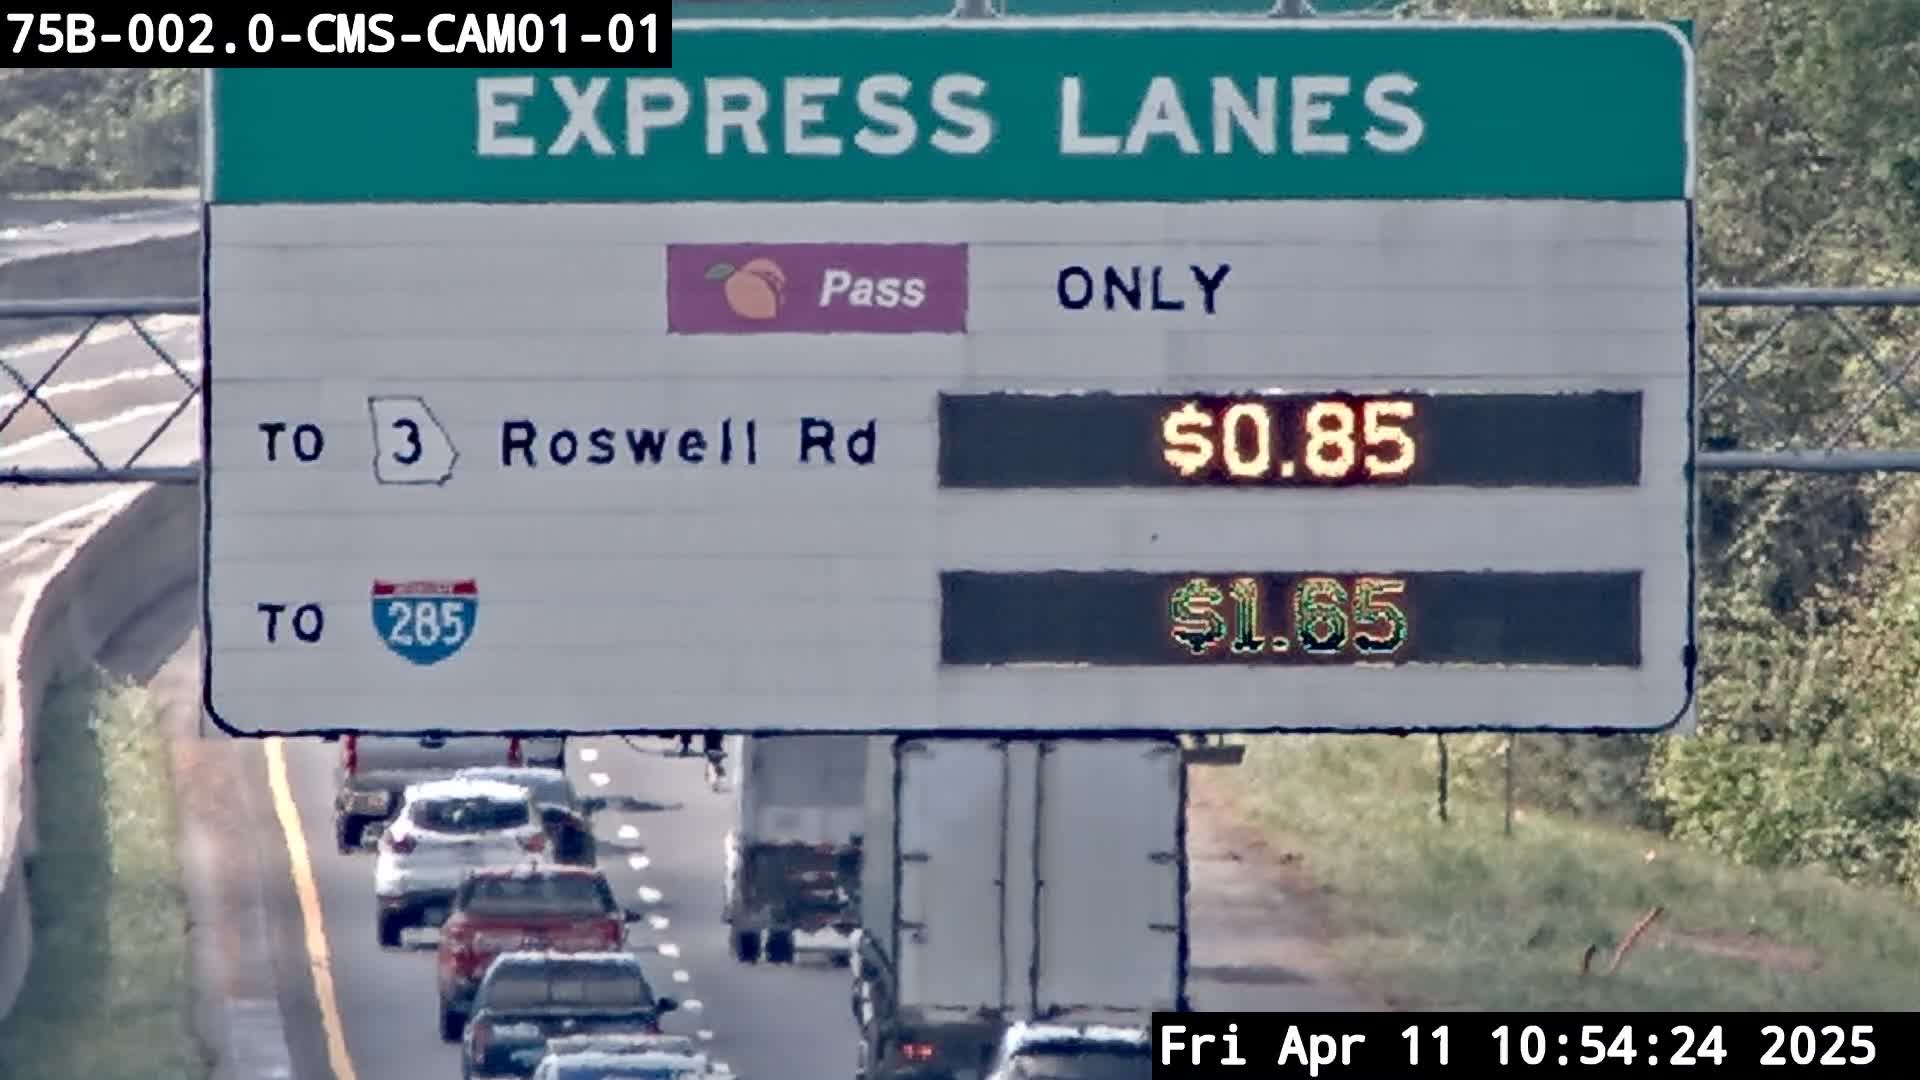 75B-002.0-CMS-CAM01-01
EXPRESS LANES
Pass ONLY
TO 3 Roswell Rd $0.85
TO 285 $1.65
Fri Apr 11 10:54:24 2025